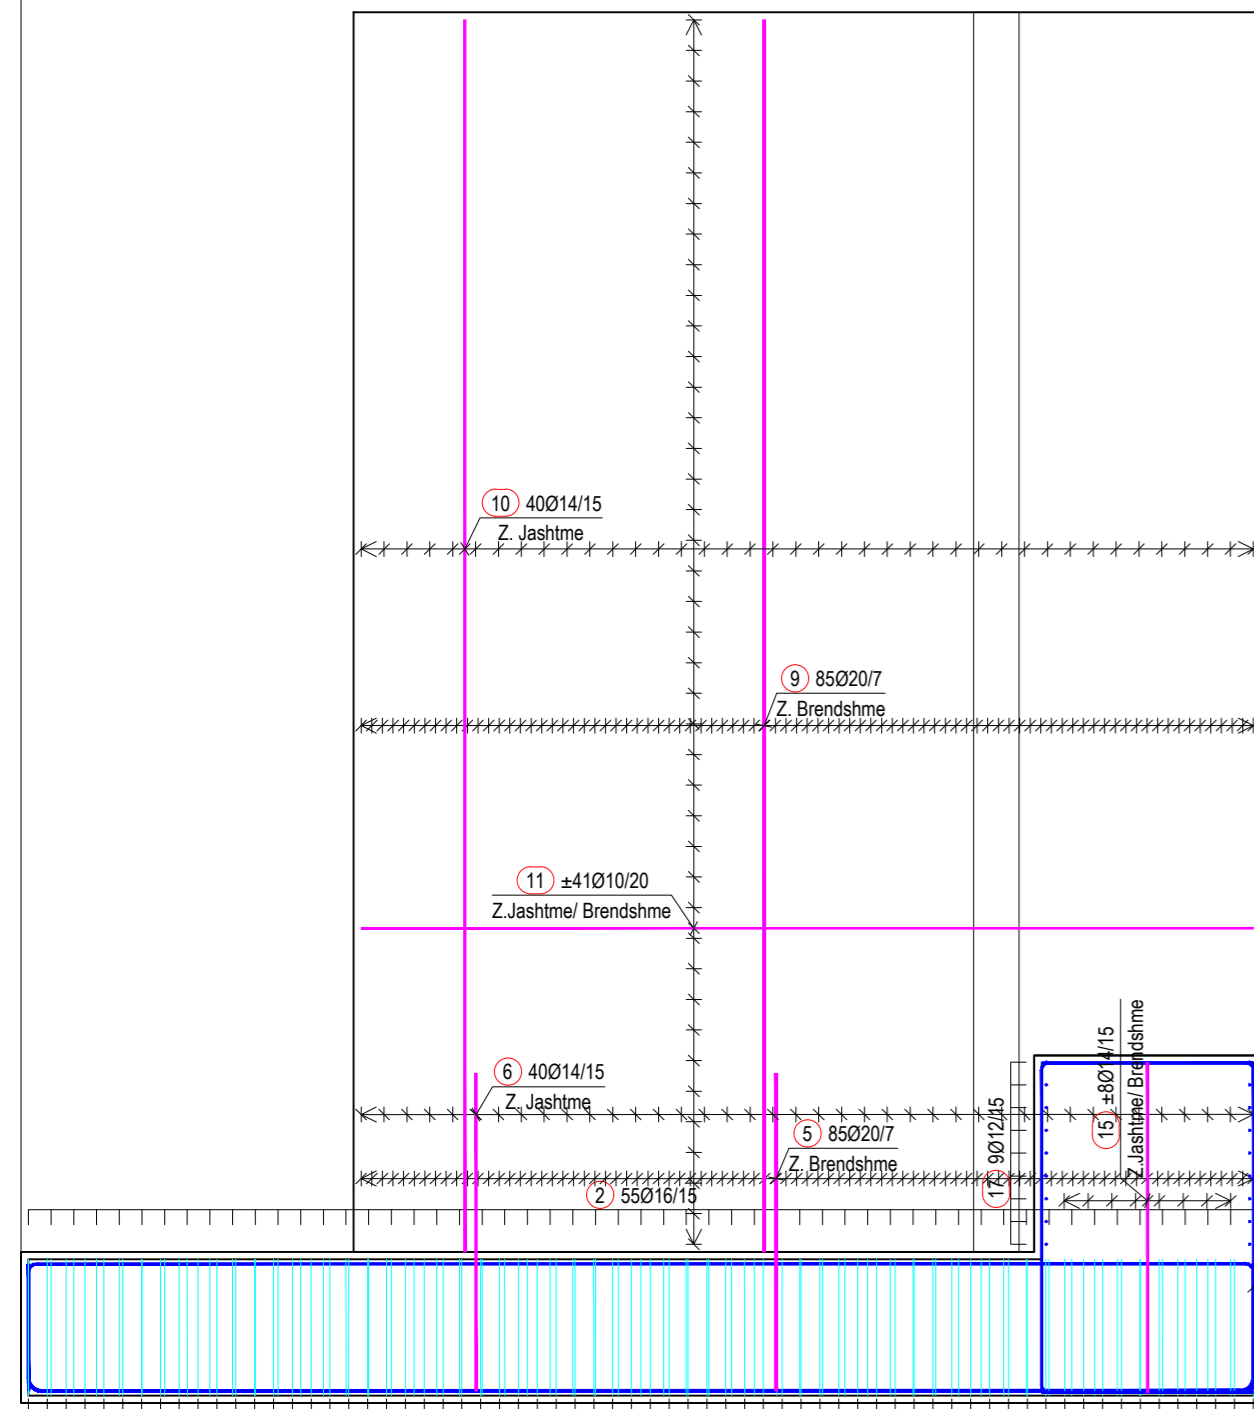 10 40Ø14/15
Z. Jashtme
9 85Ø20/7
Z. Brendshme
11 ±41Ø10/20
Z.Jashtme/ Brendshme
6 40Ø14/15
Z. Jashtme
5 85Ø20/7
Z. Brendshme
2 55Ø16/15
17 9Ø12/15
15 ±8Ø14/15
Z.Jashtme/ Brendshme